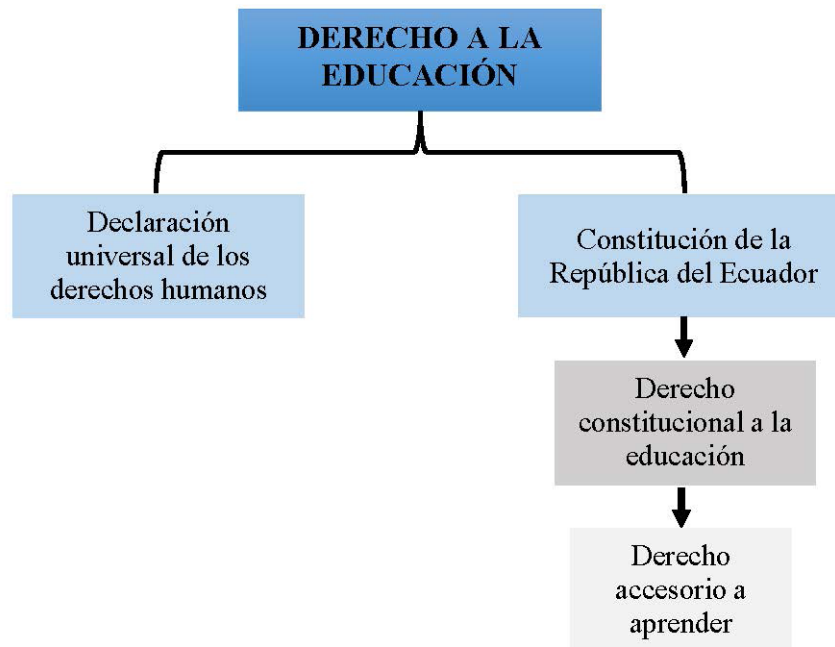 DERECHO A LA
EDUCACIÓN
Declaración
universal de los
derechos humanos
Constitución de la
República del Ecuador
Derecho
constitucional a la
educación
Derecho
accesorio a
aprender